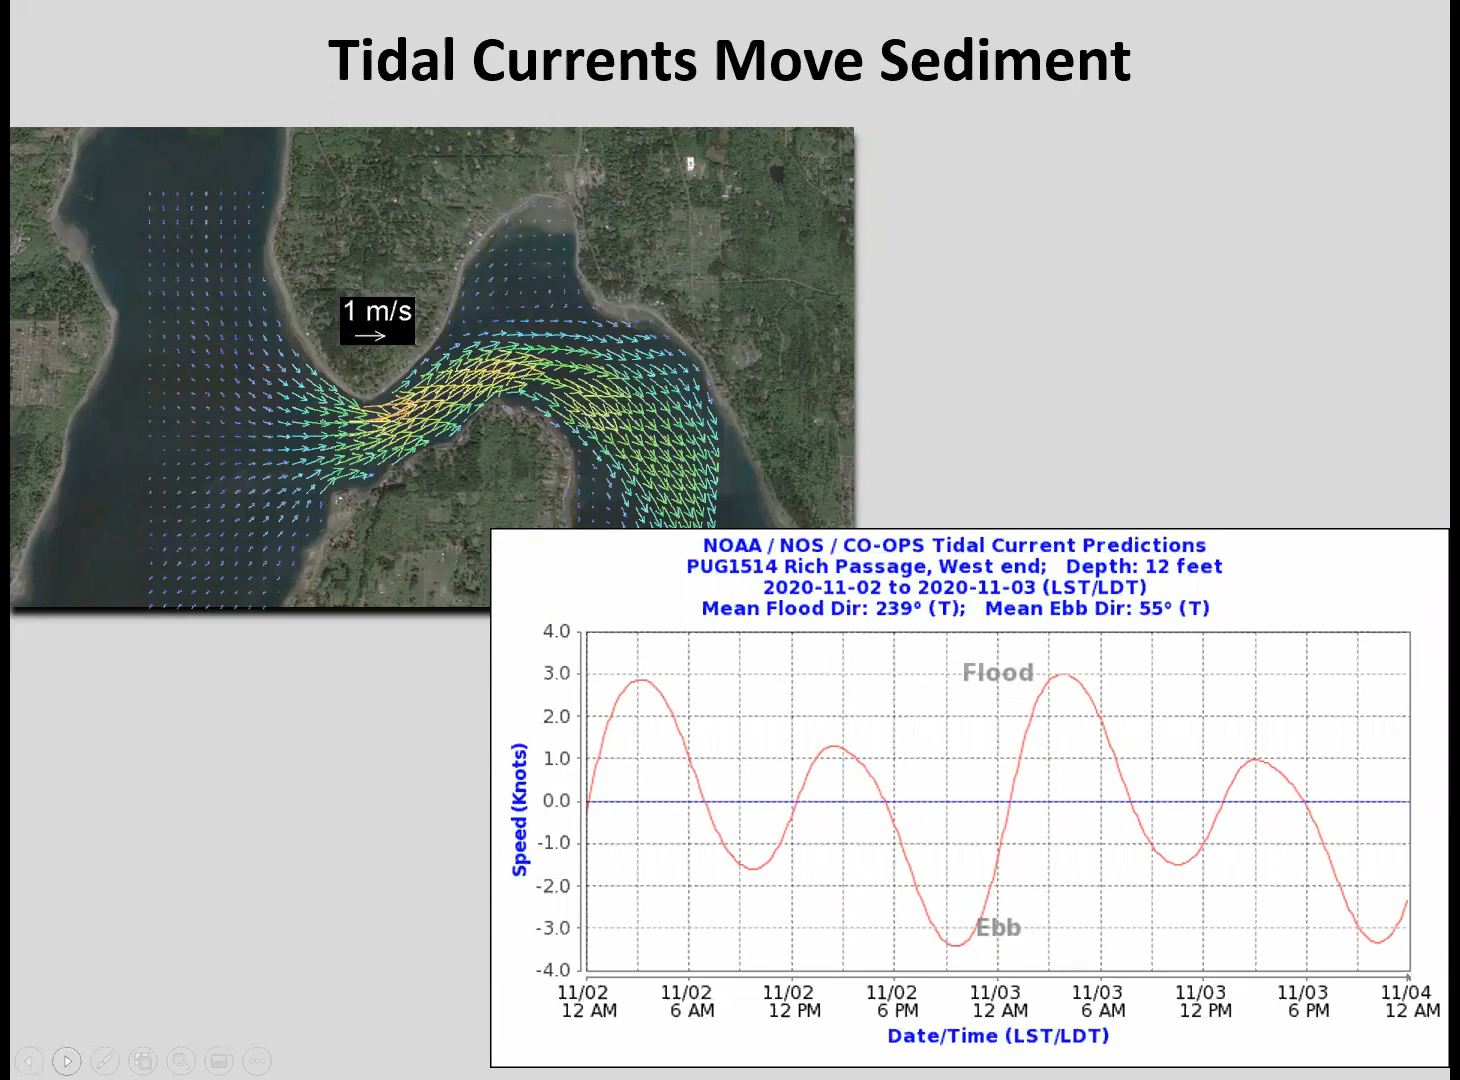 Tidal Currents Move Sediment
1 m/s
NOAA / NOS / CO-OPS Tidal Current Predictions
PUG1514 Rich Passage, West end;   Depth: 12 feet
2020-11-02 to 2020-11-03 (LST/LDT)
Mean Flood Dir: 239° (T);   Mean Ebb Dir: 55° (T)
Speed (Knots)
4.0
3.0
2.0
1.0
0.0
-1.0
-2.0
-3.0
-4.0
Flood
Ebb
11/02 11/02 11/02 11/02 11/03 11/03 11/03 11/03 11/04
12 AM 6 AM 12 PM 6 PM 12 AM 6 AM 12 PM 6 PM 12 AM
Date/Time (LST/LDT)